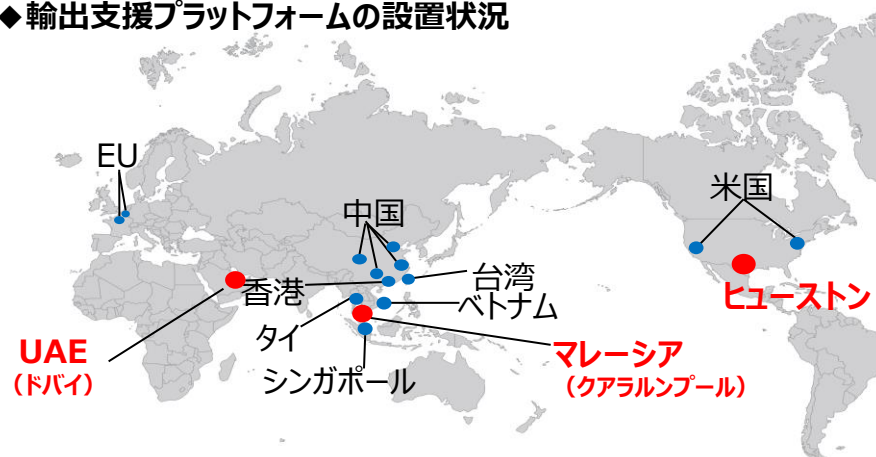 ◆輸出支援プラットフォームの設置状況
EU
中国
米国
香港
台湾
ベトナム
ヒューストン
タイ
UAE
（ドバイ）
シンガポール
マレーシア
（クアラルンプール）